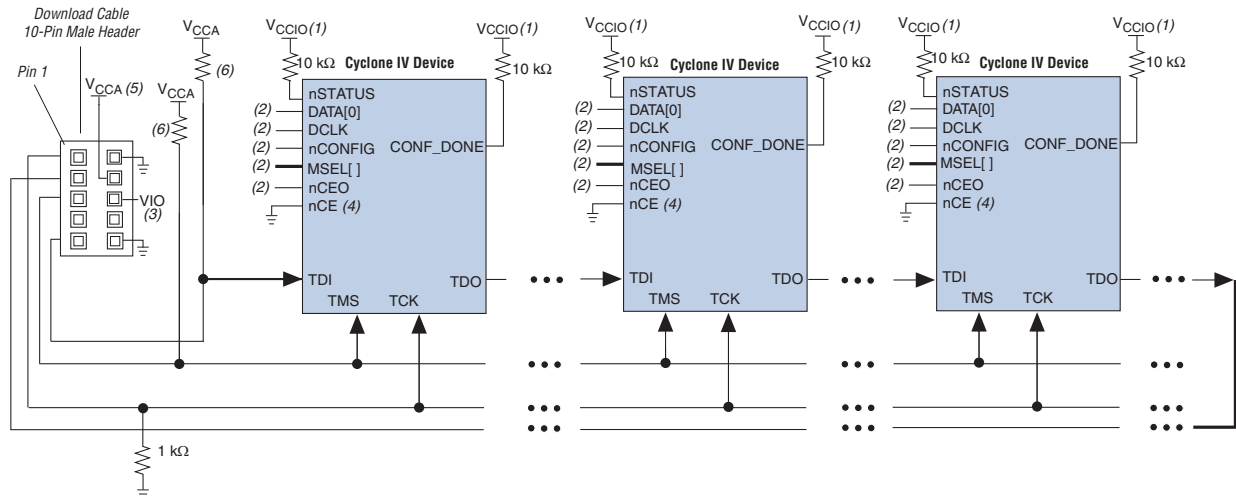 Download Cable
10-Pin Male Header
Pin 1
VCCA (5)
VCCA
(6)
VCCA
(6)
VIO
(3)
1 kΩ
VCCIO (1)
10 kΩ
Cyclone IV Device
VCCIO (1)
10 kΩ
nSTATUS
(2) DATA[0]
(2) DCLK
(2) nCONFIG CONF_DONE
(2) MSEL[ ]
(2) nCEO
nCE (4)
TDI TDO
TMS TCK
VCCIO (1)
10 kΩ
Cyclone IV Device
VCCIO (1)
10 kΩ
nSTATUS
(2) DATA[0]
(2) DCLK
(2) nCONFIG CONF_DONE
(2) MSEL[ ]
(2) nCEO
nCE (4)
TDI TDO
TMS TCK
VCCIO (1)
10 kΩ
Cyclone IV Device
VCCIO (1)
10 kΩ
nSTATUS
(2) DATA[0]
(2) DCLK
(2) nCONFIG CONF_DONE
(2) MSEL[ ]
(2) nCEO
nCE (4)
TDI TDO
TMS TCK